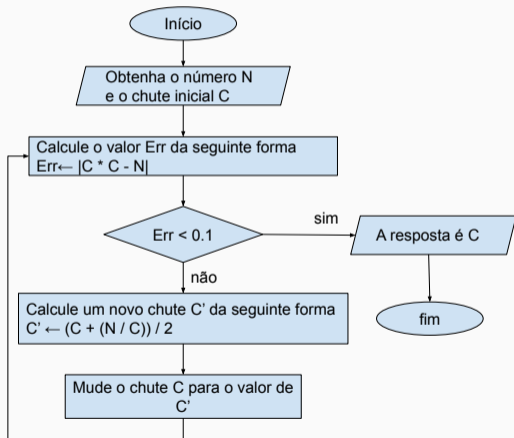 Início
Obtenha o número N
e o chute inicial C
Calcule o valor Err da seguinte forma
Err← |C * C - N|
Err < 0.1
sim
A resposta é C
não
fim
Calcule um novo chute C' da seguinte forma
C' ← (C + (N / C)) / 2
Mude o chute C para o valor de
C'